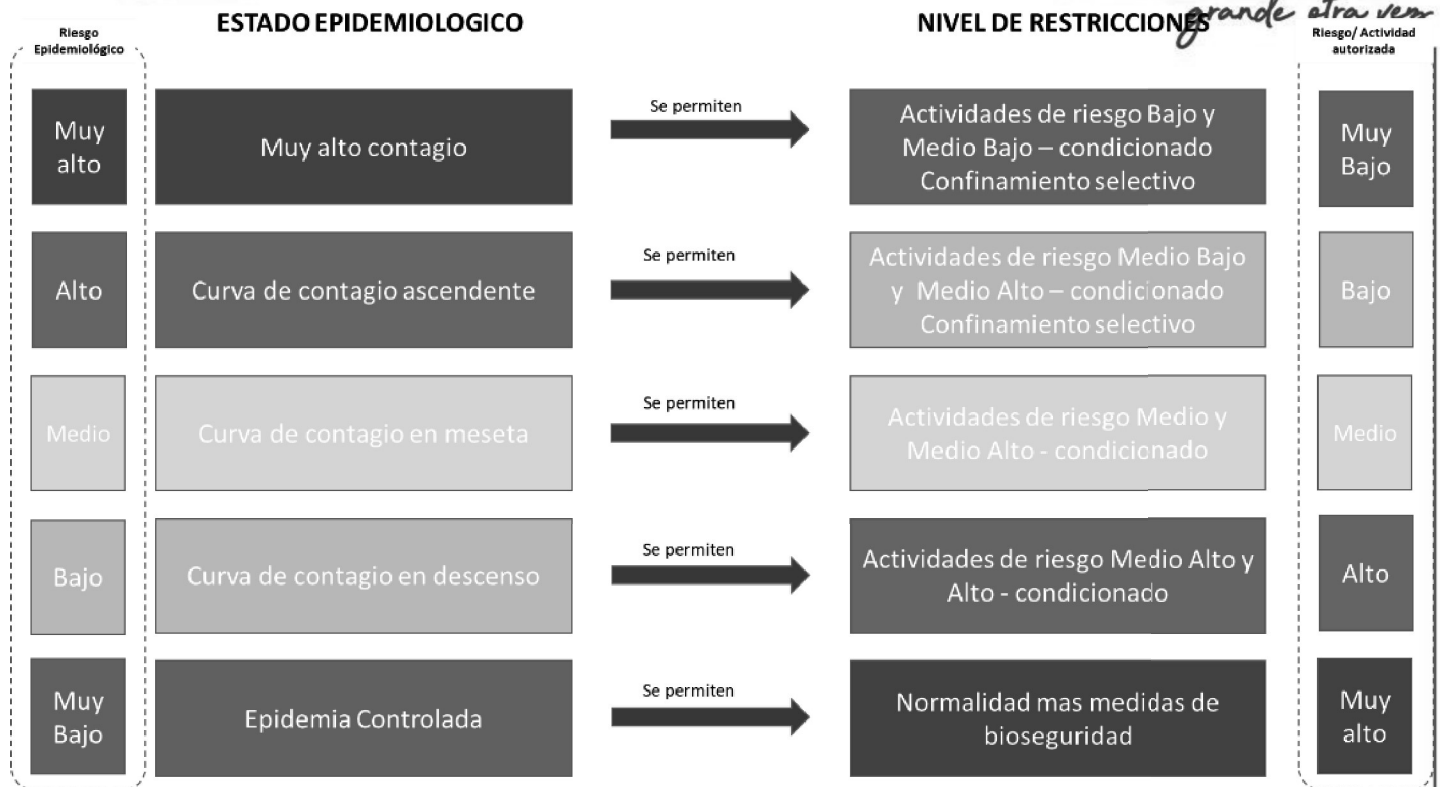 grande otra vem
Riesgo
Epidemiológico
ESTADO EPIDEMIOLOGICO
NIVEL DE RESTRICCIONES
Riesgo/ Actividad
autorizada
Muy
alto
Muy alto contagio
Se permiten
Actividades de riesgo Bajo y
Medio Bajo – condicionado
Confinamiento selectivo
Muy
Bajo
Alto
Curva de contagio ascendente
Se permiten
Actividades de riesgo Medio Bajo
y Medio Alto – condicionado
Confinamiento selectivo
Bajo
Medio
Curva de contagio en meseta
Se permiten
Actividades de riesgo Medio y
Medio Alto - condicionado
Medio
Bajo
Curva de contagio en descenso
Se permiten
Actividades de riesgo Medio Alto y
Alto - condicionado
Alto
Muy
Bajo
Epidemia Controlada
Se permiten
Normalidad mas medidas de
bioseguridad
Muy
alto